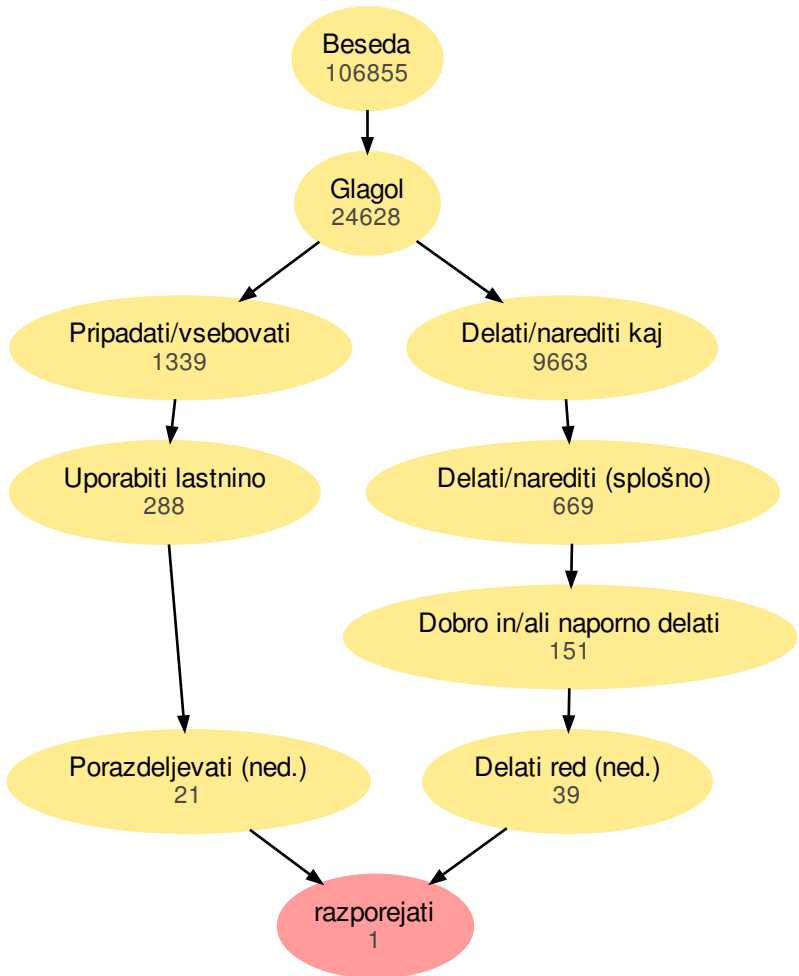 Beseda
106855
Glagol
24628
Pripadati/vsebovati
1339
Delati/narediti kaj
9663
Uporabiti lastnino
288
Delati/narediti (splošno)
669
Dobro in/ali naporno delati
151
Porazdeljevati (ned.)
21
Delati red (ned.)
39
razporejati
1